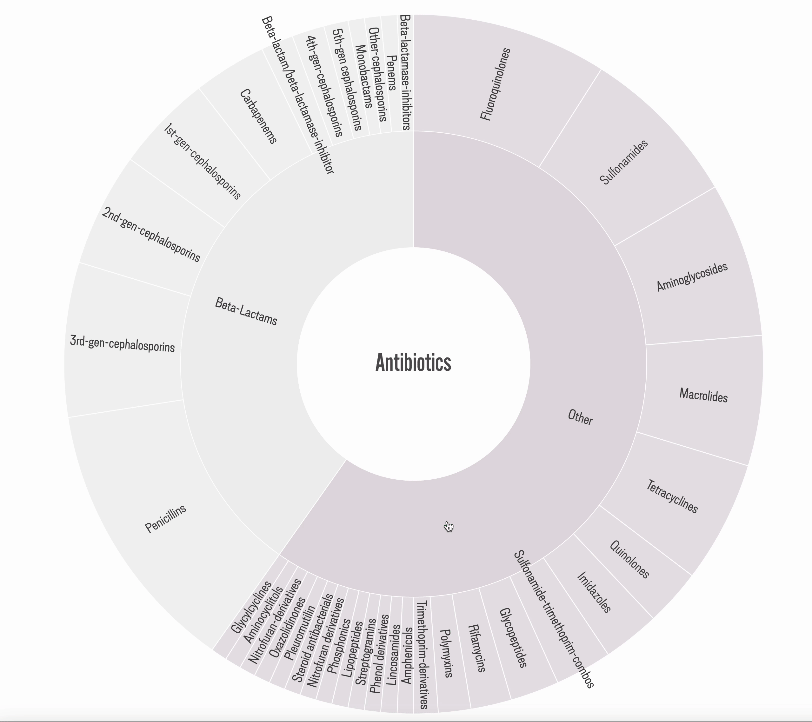 Antibiotics
Other
Fluoroquinolones
Sulfonamides
Aminoglycosides
Macrolides
Tetracyclines
Quinolones
Imidazoles
Sulfonamide-trimethoprim-combos
Glycopeptides
Rifamycins
Polymyxins
Trimethoprim-derivatives
Amphenicols
Lincosamides
Phenol derivatives
Streptogramins
Lipopeptides
Phosphonics
Nitrofuran derivatives
Steroid antibacterials
Pleuromutilin
Oxazolidinones
Nitrofuran-derivatives
Aminocyclitols
Glycylcyclines
Beta-Lactams
Penicillins
3rd-gen-cephalosporins
2nd-gen-cephalosporins
1st-gen-cephalosporins
Carbapenems
Beta-lactam/beta-lactamase-inhibitor
4th-gen-cephalosporins
5th-gen cephalosporins
Monobactams
Other-cephalosporins
Penems
Beta-lactamase-inhibitors